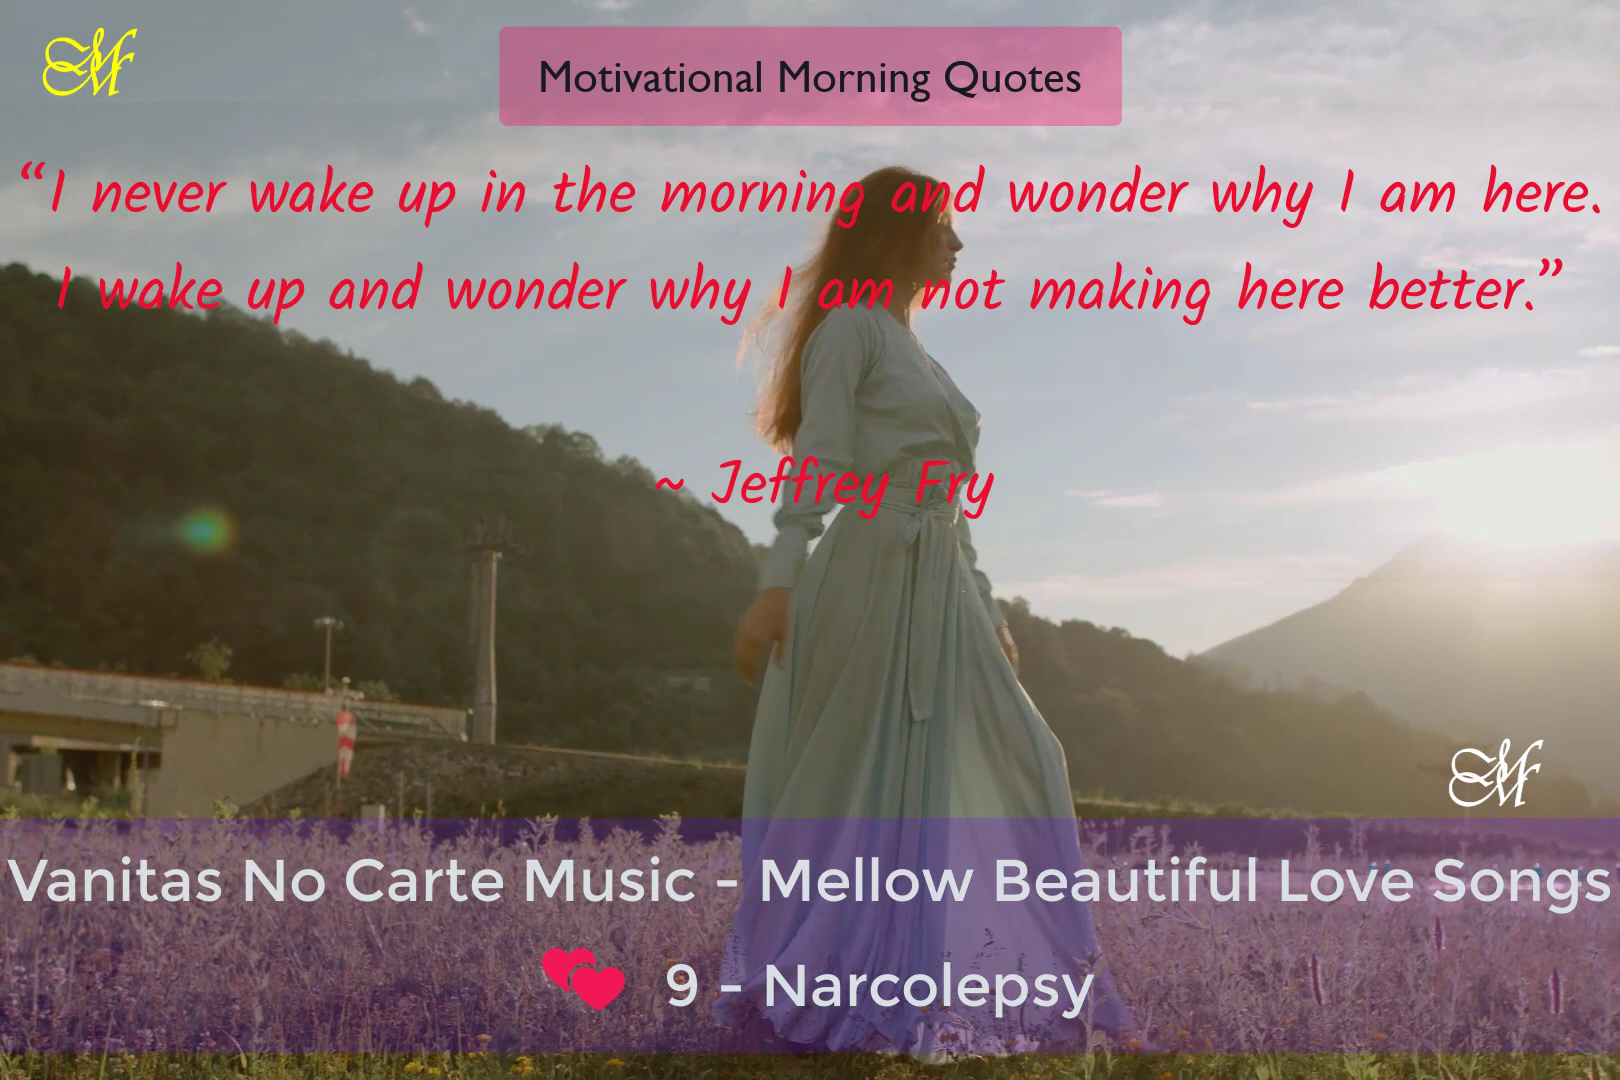 Motivational Morning Quotes
“I never wake up in the morning and wonder why I am here.
I wake up and wonder why I am not making here better.”
~ Jeffrey Fry
Vanitas No Carte Music - Mellow Beautiful Love Songs
9 - Narcolepsy